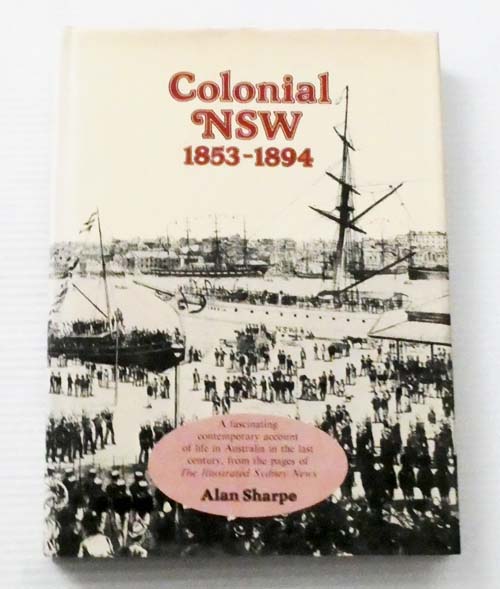 Colonial
NSW
1853-1894
A fascinating
contemporary account
of life in Australia in the last
century, from the pages of
The Illustrated Sydney News
Alan Sharpe